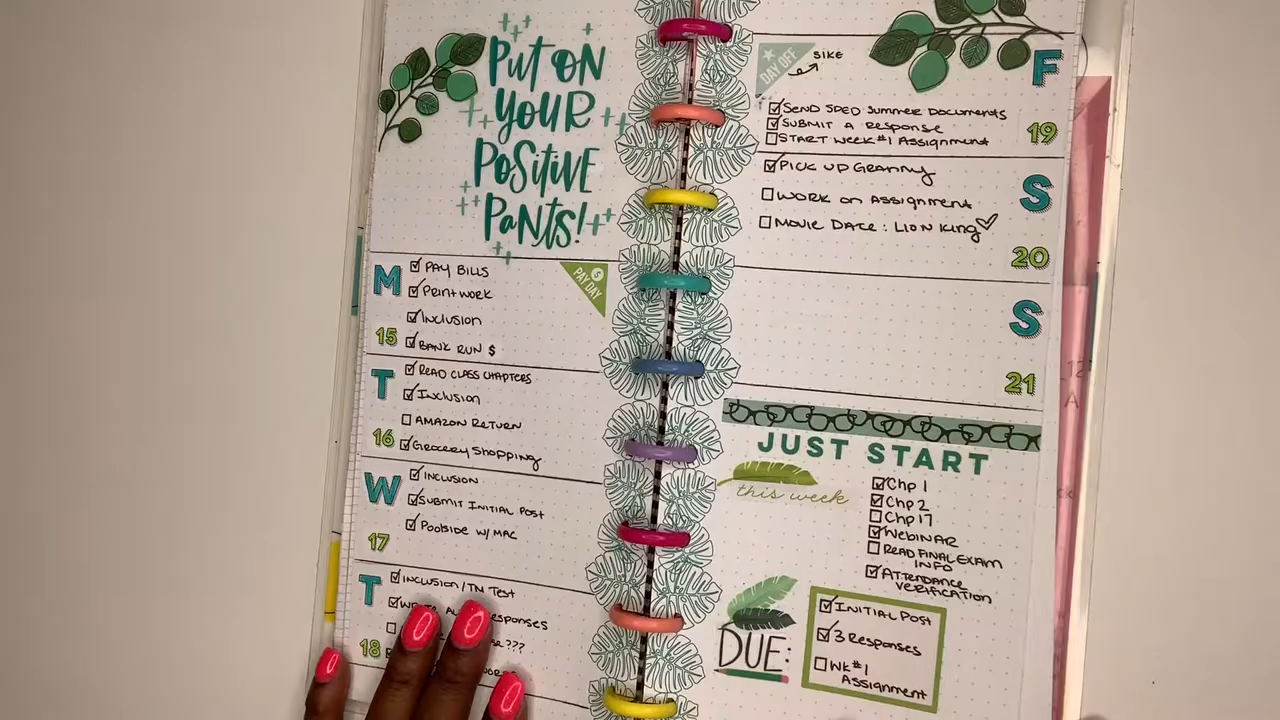 Put ON
YOUR
POSiTiVE
PaNTS!
M
15
PAY BILLS
PRINT WORK
INCLUSION
BANK RUN $
PAY DAY
$
T
16
READ CLASS CHAPTERS
INCLUSION
AMAZON RETURN
GROCERY SHOPPING
W
17
INCLUSION
SUBMIT INITIAL POST
POOLSIDE W/ MAC
T
18
INCLUSION / TM TEST
RESPONSES
???
DAY OFF
SIKE
F
19
SEND SPED SUMMER DOCUMENTS
SUBMIT A RESPONSE
START WEEK #1 ASSIGNMENT
S
20
PICK UP GRANNY
WORK ON ASSIGNMENT
MOVIE DATE: LION KING
S
21
JUST START
this week
Chp 1
Chp 2
Chp 17
WEBINAR
READ FINAL EXAM
INFO
ATTENDANCE
VERIFICATION
DUE:
INITIAL POST
3 RESPONSES
WK #1
ASSIGNMENT